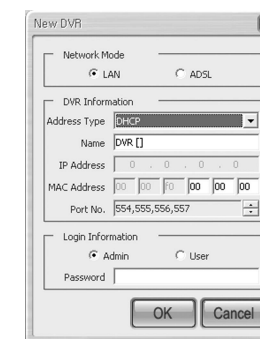 New DVR
Network Mode
LAN ADSL
DVR Information
Address Type DHCP
Name DVR []
IP Address 0 . 0 . 0 . 0
MAC Address 00 00 f0 00 00 00
Port No. 554,555,556,557
Login Information
Admin User
Password
OK Cancel